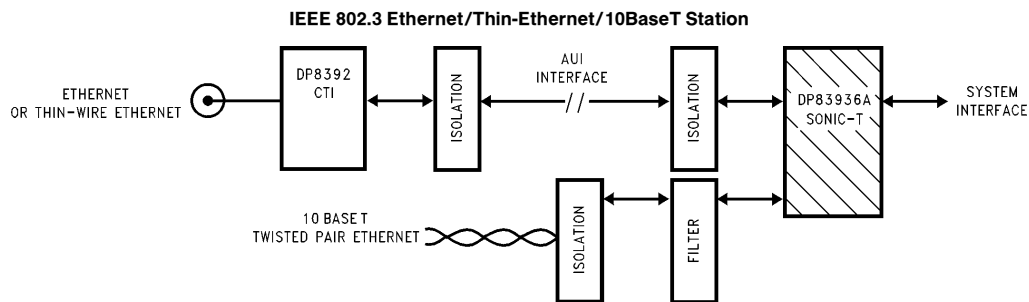 IEEE 802.3 Ethernet/Thin-Ethernet/10BaseT Station
ETHERNET
OR THIN-WIRE ETHERNET
DP8392
CTI
ISOLATION
AUI
INTERFACE
ISOLATION
DP83936A
SONIC-T
SYSTEM
INTERFACE
10 BASE T
TWISTED PAIR ETHERNET
ISOLATION
FILTER